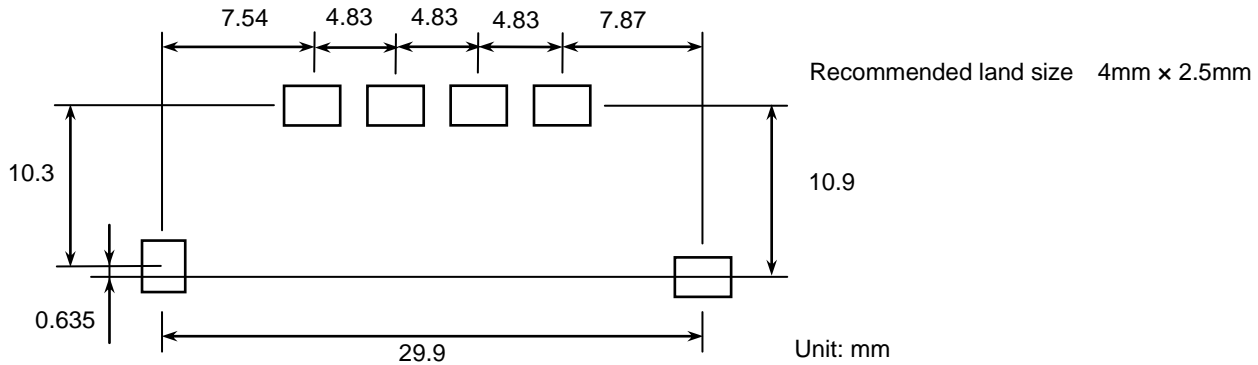 7.54 4.83 4.83 4.83 7.87
Recommended land size 4mm × 2.5mm
10.3
10.9
0.635
29.9
Unit: mm